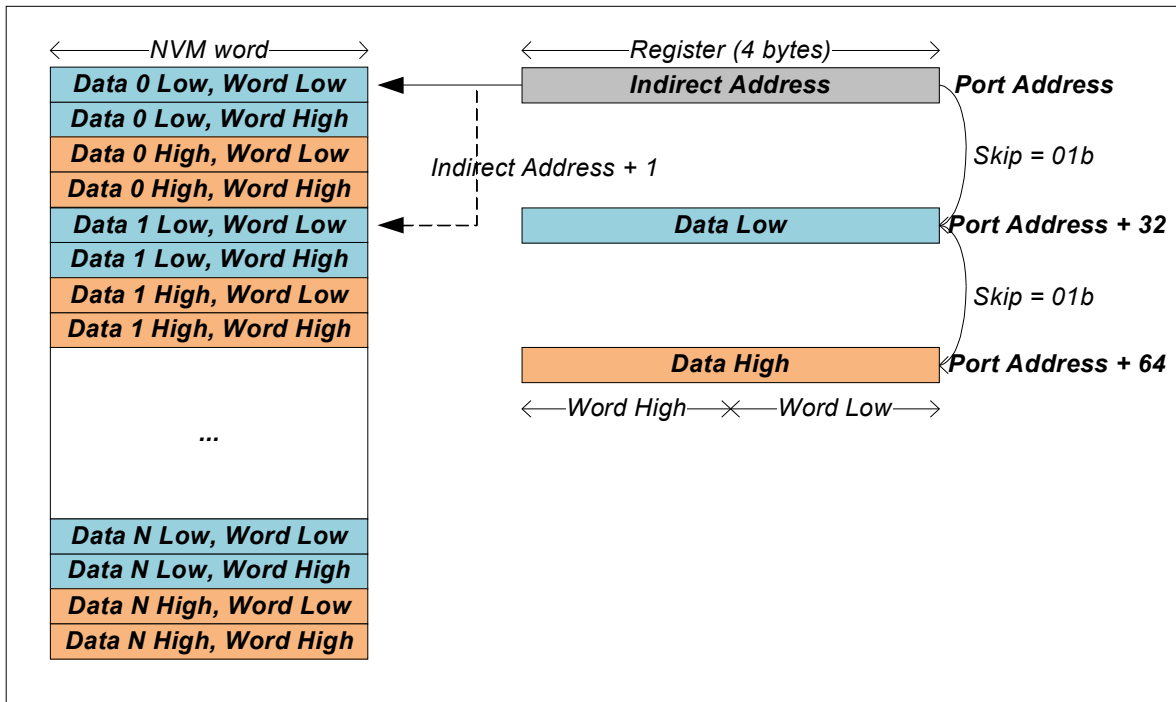 NVM word
Data 0 Low, Word Low
Data 0 Low, Word High
Data 0 High, Word Low
Data 0 High, Word High
Data 1 Low, Word Low
Data 1 Low, Word High
Data 1 High, Word Low
Data 1 High, Word High
...
Data N Low, Word Low
Data N Low, Word High
Data N High, Word Low
Data N High, Word High
Indirect Address + 1
Register (4 bytes)
Indirect Address
Port Address
Skip = 01b
Data Low
Port Address + 32
Skip = 01b
Data High
Port Address + 64
Word High
Word Low